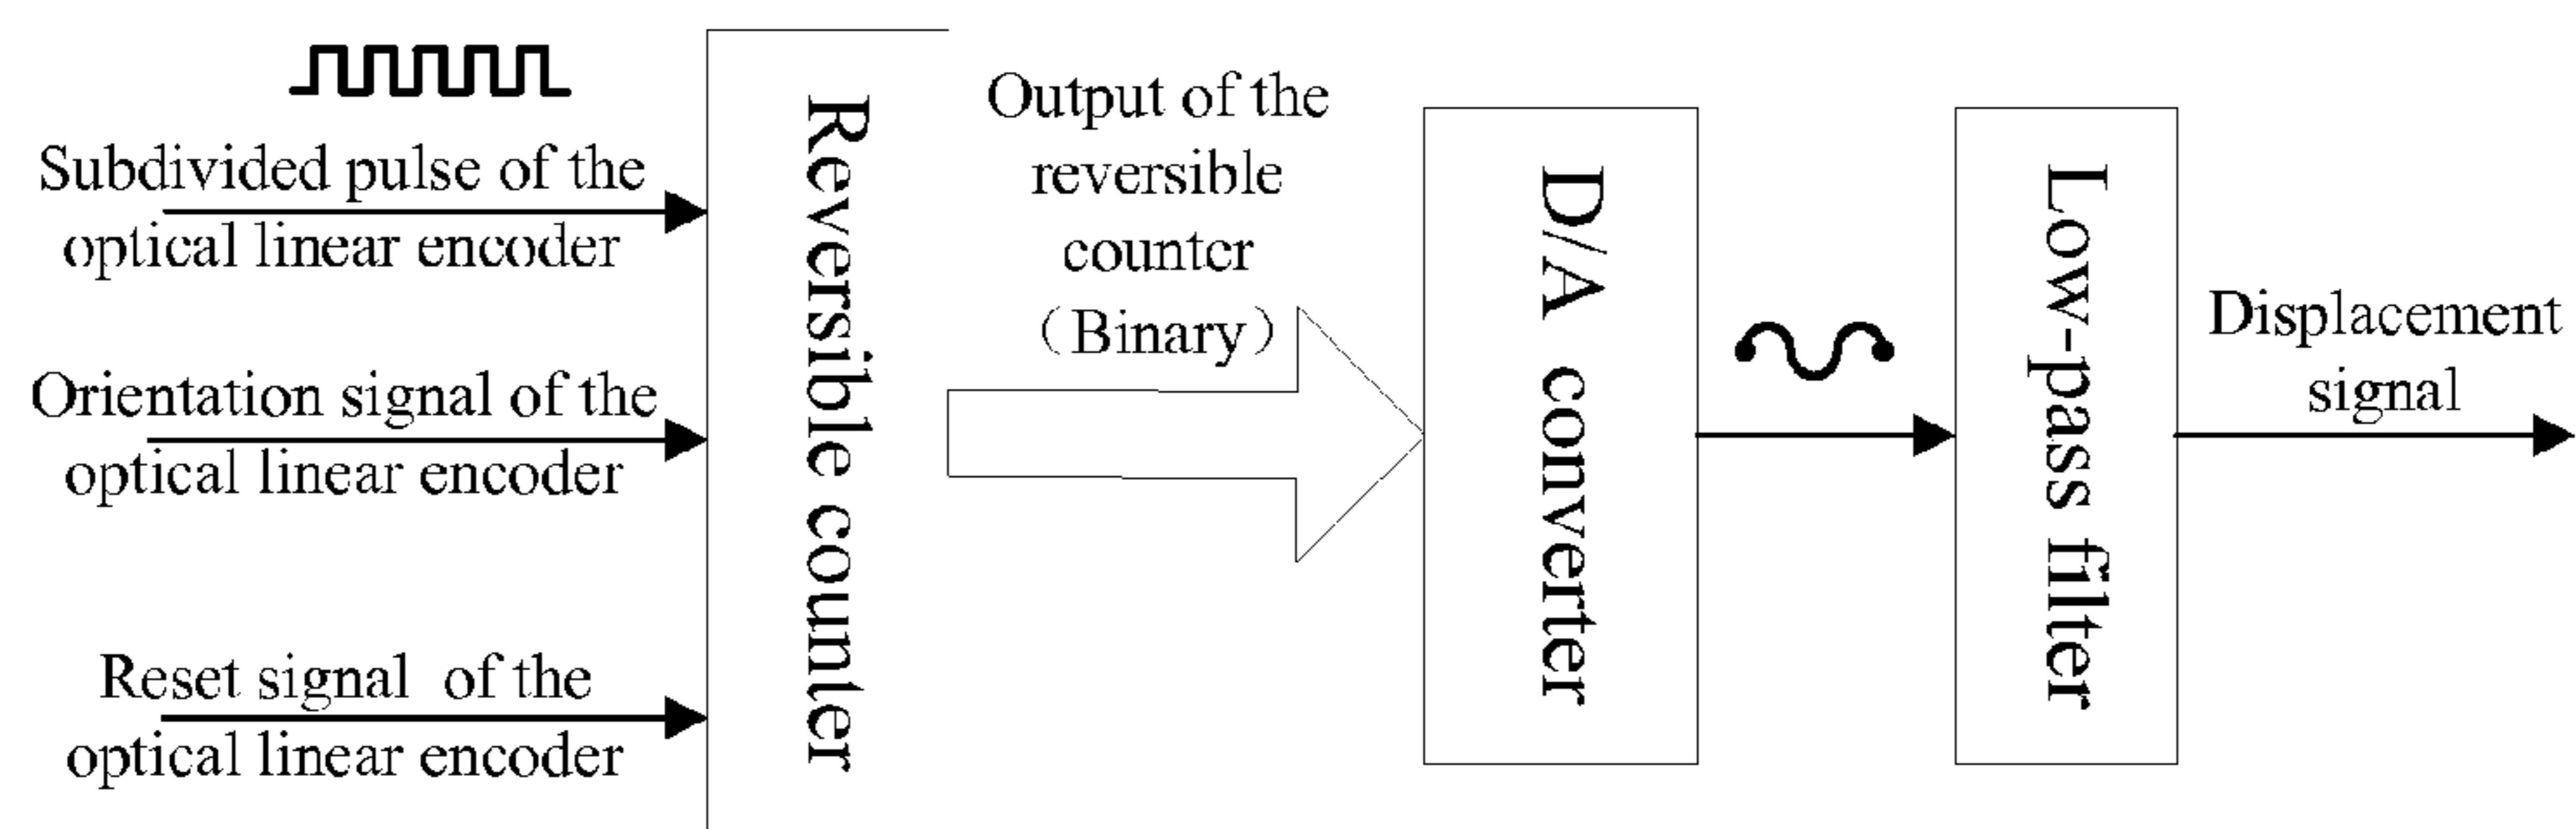 Subdivided pulse of the
optical linear encoder
Orientation signal of the
optical linear encoder
Reset signal of the
optical linear encoder
Reversible counter
Output of the
reversible
counter
（Binary）
D/A converter
Low-pass filter
Displacement
signal